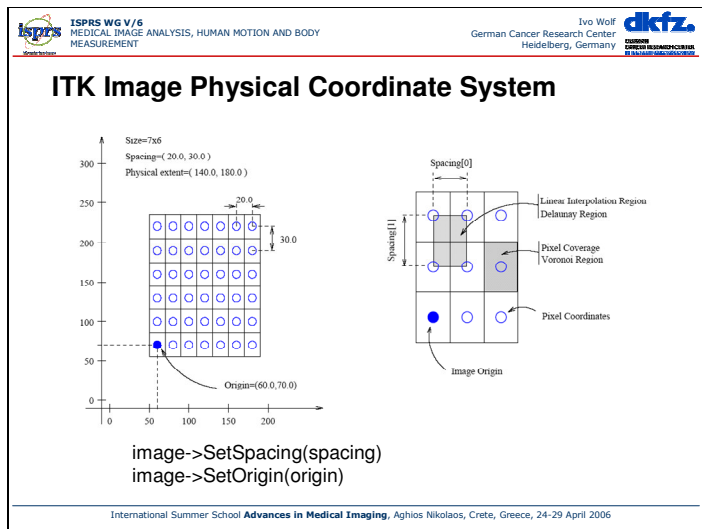 isprs
ISPRS WG V/6
MEDICAL IMAGE ANALYSIS, HUMAN MOTION AND BODY
MEASUREMENT
Ivo Wolf
German Cancer Research Center
Heidelberg, Germany
dkfz.
ITK Image Physical Coordinate System
Size=7x6
Spacing=( 20.0, 30.0 )
Physical extent=( 140.0, 180.0 )
300
250
200
150
100
50
0
20.0
30.0
Origin=(60.0,70.0)
0
50
100
150
200
Spacing[0]
Spacing[1]
Linear Interpolation Region
Delaunay Region
Pixel Coverage
Voronoi Region
Pixel Coordinates
Image Origin
image->SetSpacing(spacing)
image->SetOrigin(origin)
International Summer School Advances in Medical Imaging, Aghios Nikolaos, Crete, Greece, 24-29 April 2006